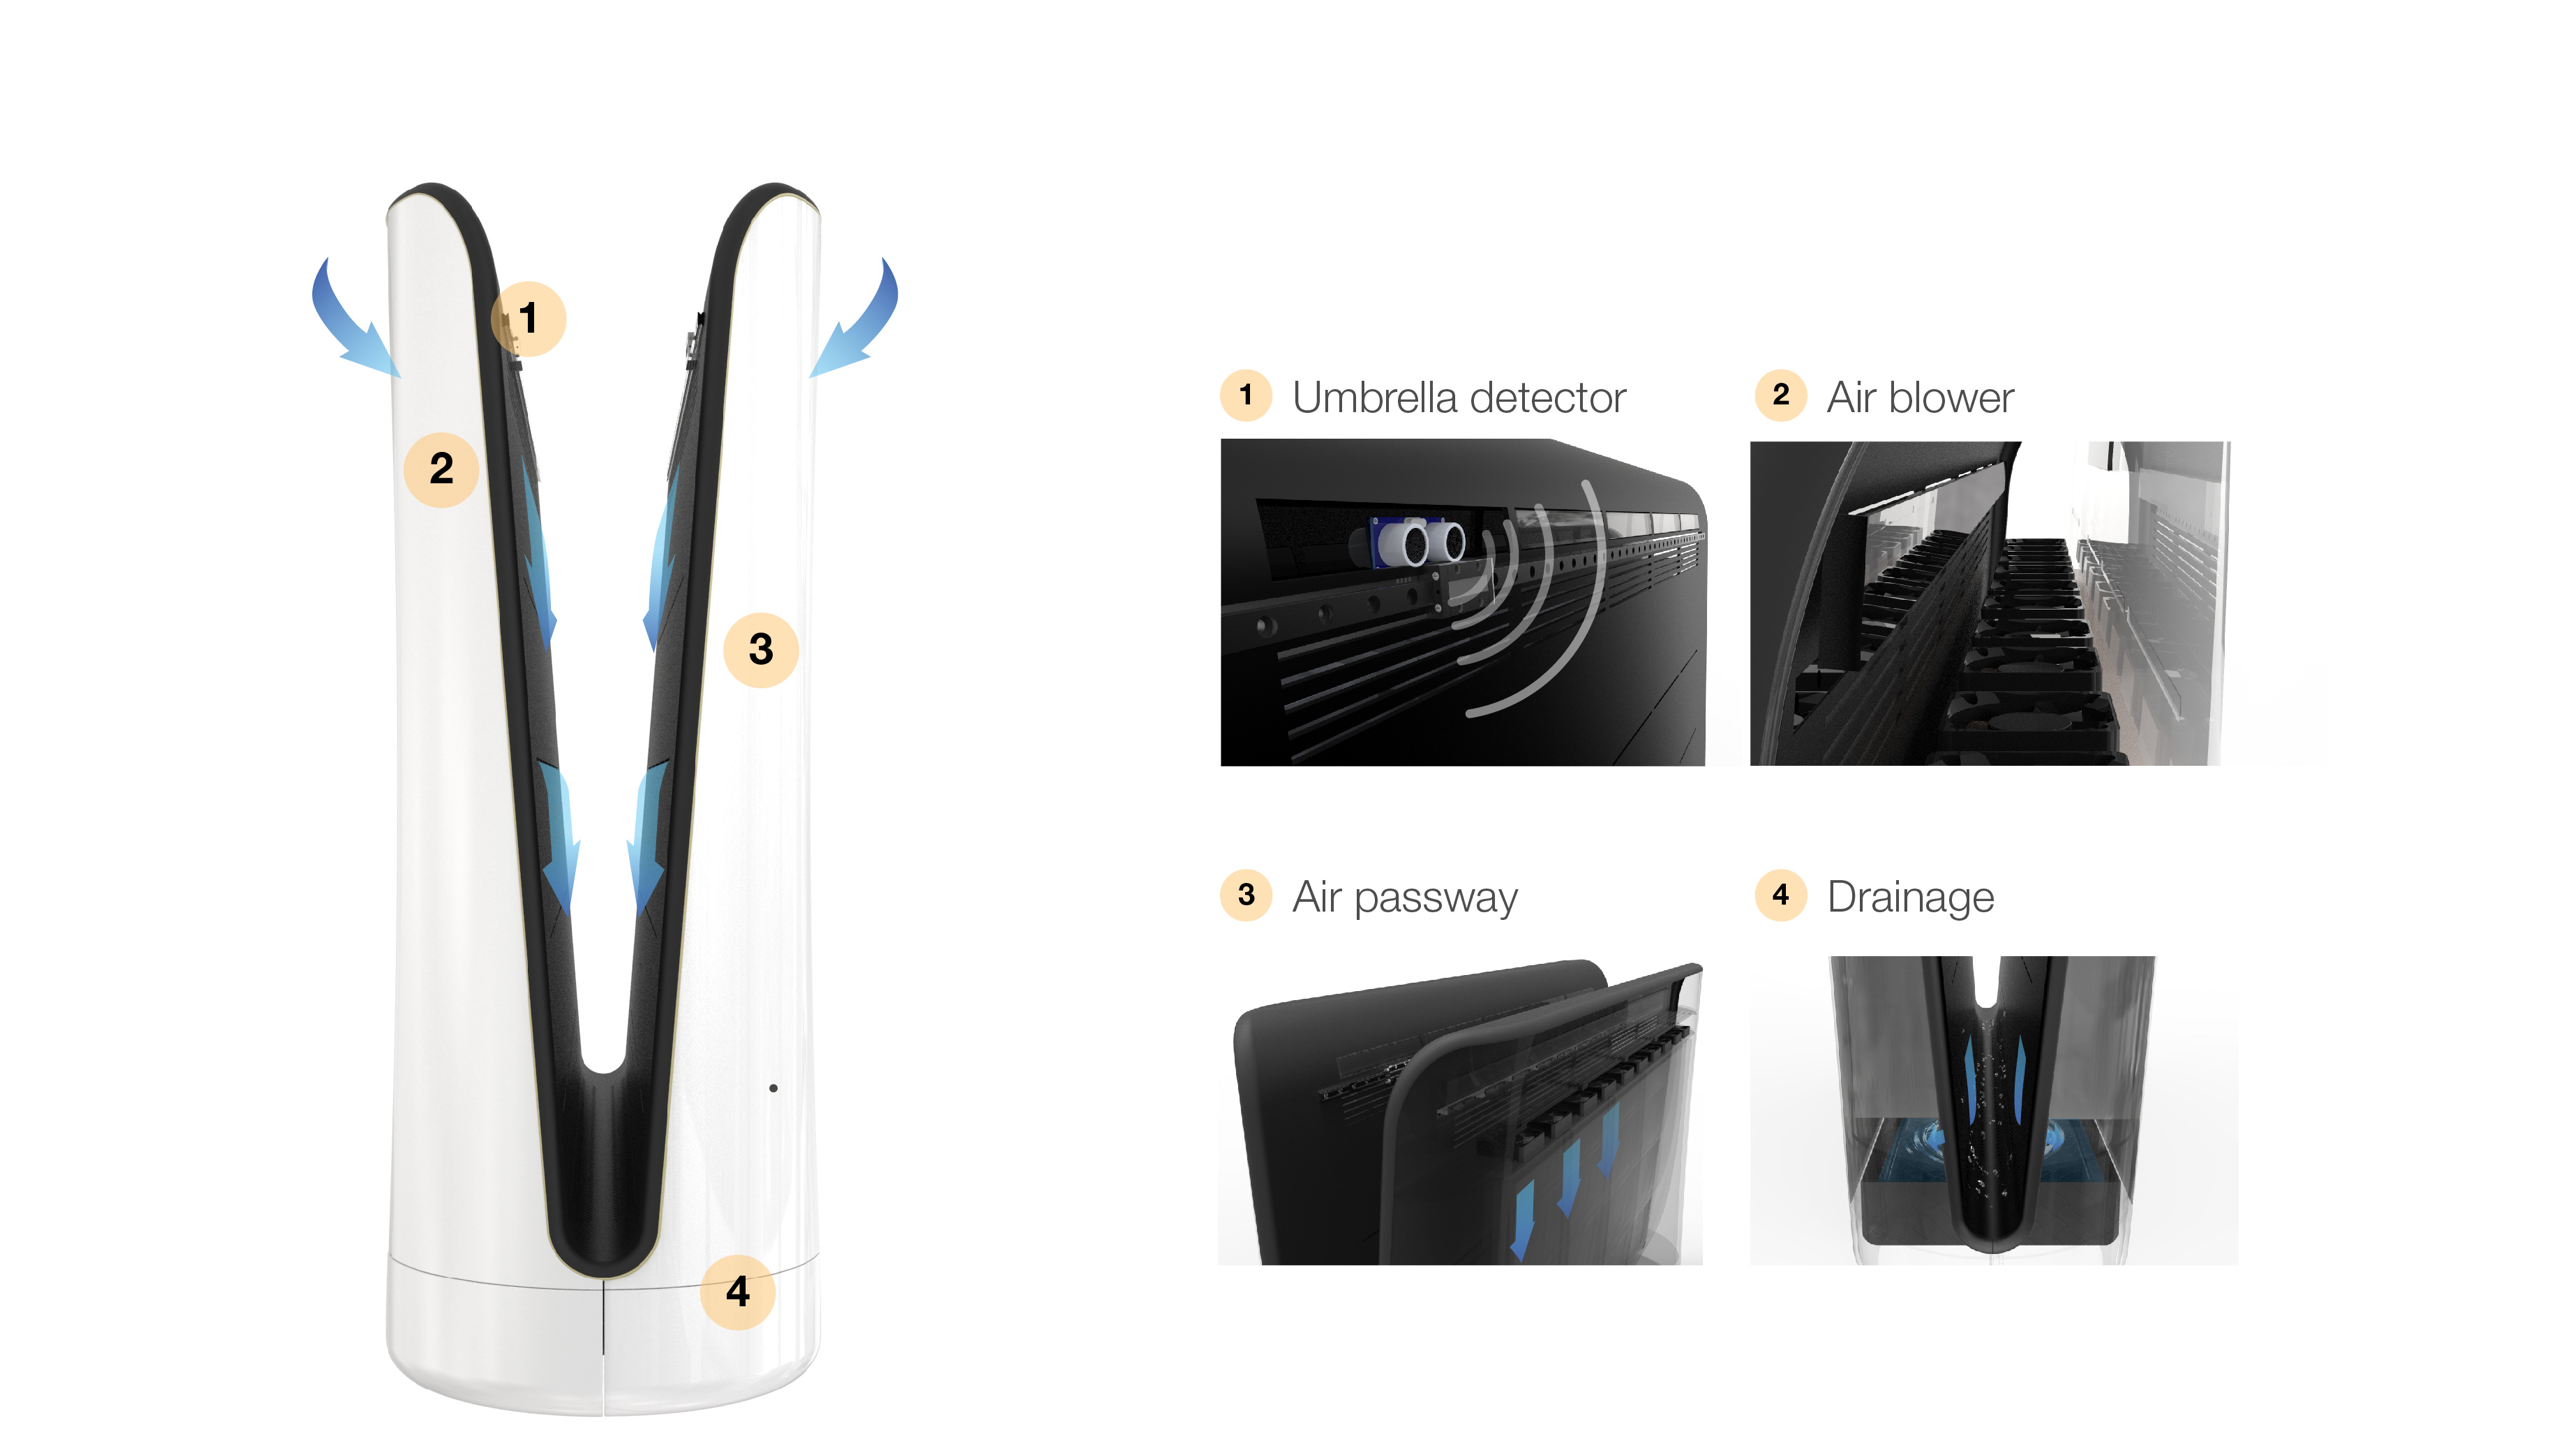 1
2
3
4
1 Umbrella detector
2 Air blower
3 Air passway
4 Drainage